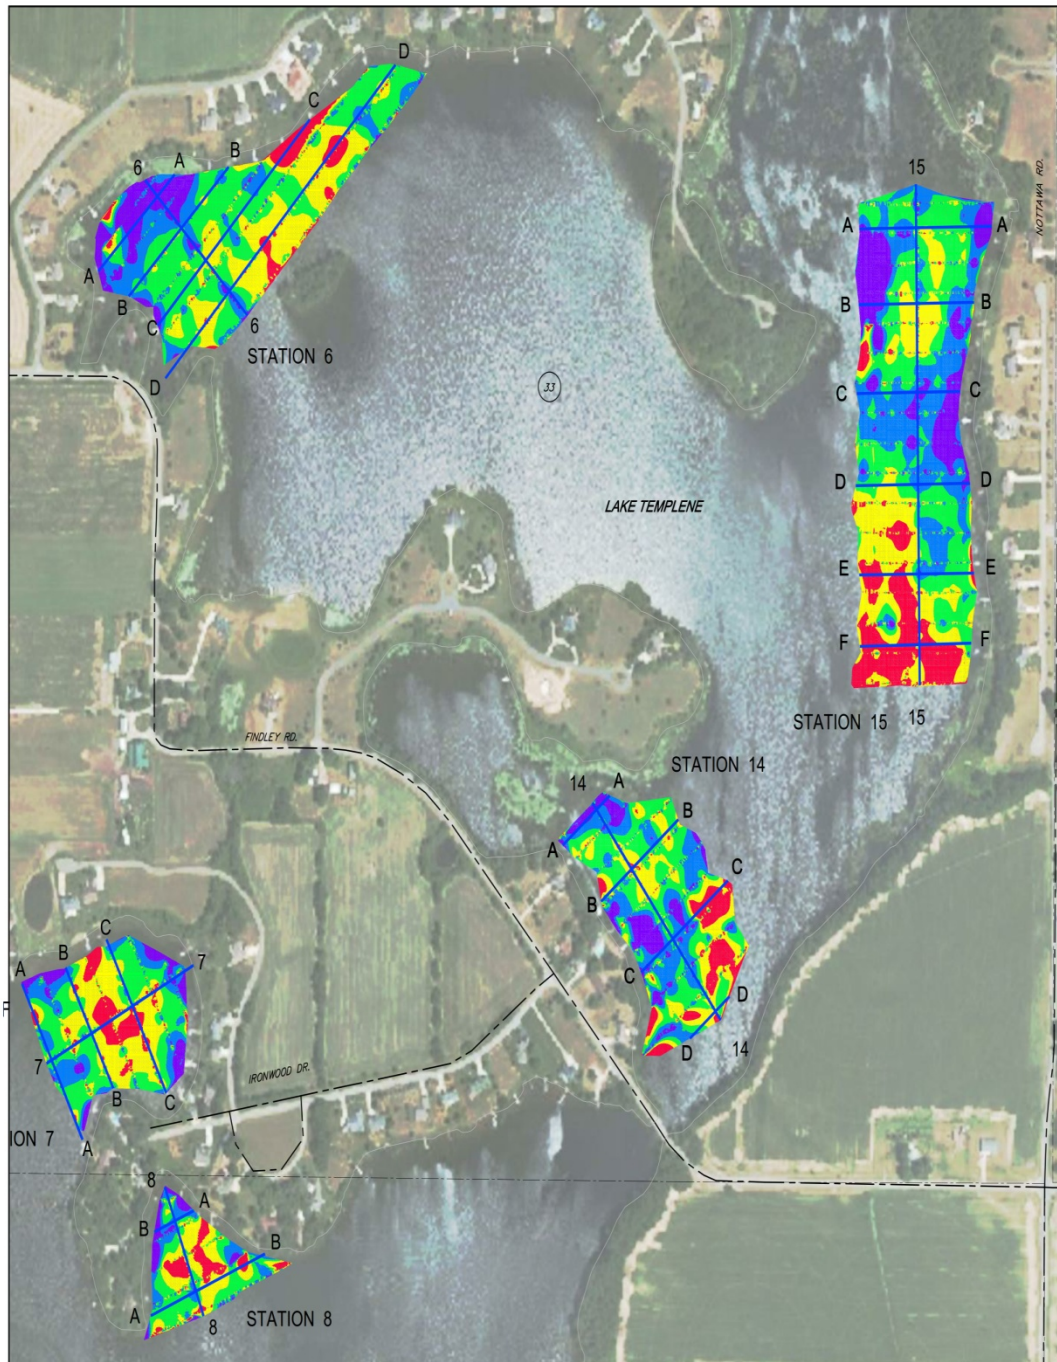 D
C
B
A
6
A
B
C
D
6
STATION 6
15
A
A
B
B
C
C
D
D
E
E
F
F
STATION 15
15
NOTTAWA RD.
33
LAKE TEMPLENE
FINDLEY RD.
STATION 14
14
A
B
C
A
B
C
D
D
14
C
B
A
7
7
B
C
A
ION 7
IRONWOOD DR.
8
A
B
B
A
8
STATION 8